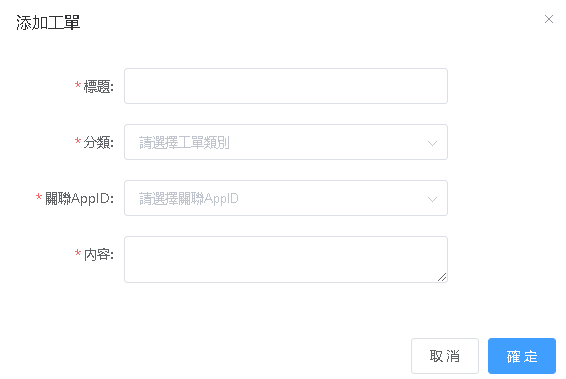 添加工單
* 標題:
* 分類: 請選擇工單類別
* 關聯AppID: 請選擇關聯AppID
* 內容:
取消 確定